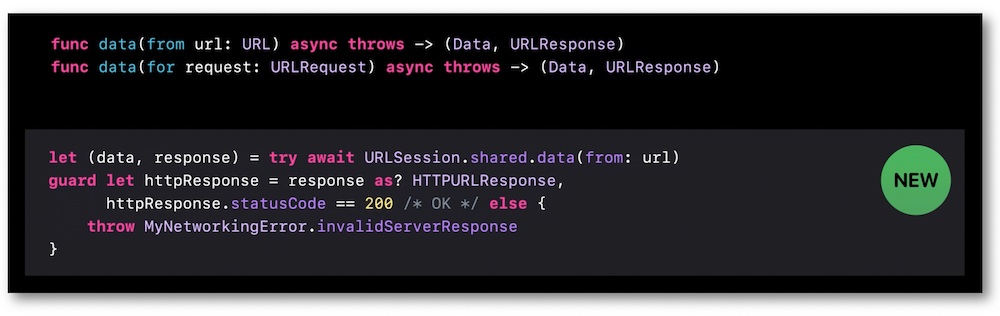 func data(from url: URL) async throws -> (Data, URLResponse)
func data(for request: URLRequest) async throws -> (Data, URLResponse)
let (data, response) = try await URLSession.shared.data(from: url)
guard let httpResponse = response as? HTTPURLResponse,
      httpResponse.statusCode == 200 /* OK */ else {
    throw MyNetworkingError.invalidServerResponse
}
NEW